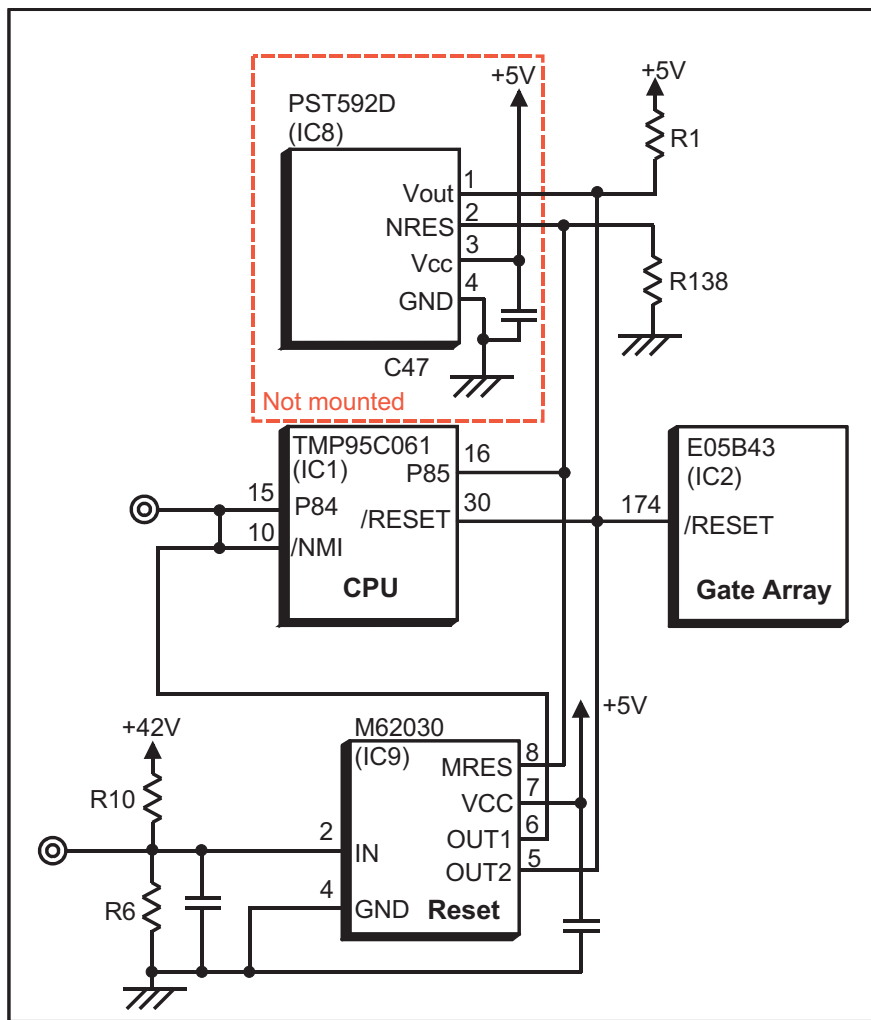 +5V
+5V
PST592D
(IC8)
R1
Vout
1
NRES
2
Vcc
3
GND
4
R138
C47
Not mounted
TMP95C061
(IC1)
P85
16
E05B43
(IC2)
15
P84
/RESET
30
174
/RESET
10
/NMI
CPU
Gate Array
+5V
+42V
M62030
(IC9)
MRES
8
R10
VCC
7
2
IN
OUT1
6
OUT2
5
R6
4
GND
Reset